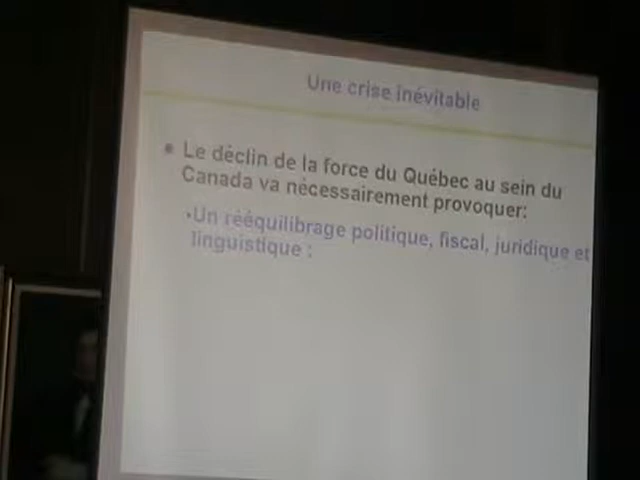 Une crise inévitable
• Le déclin de la force du Québec au sein du
Canada va nécessairement provoquer:
•Un rééquilibrage politique, fiscal, juridique et
linguistique :